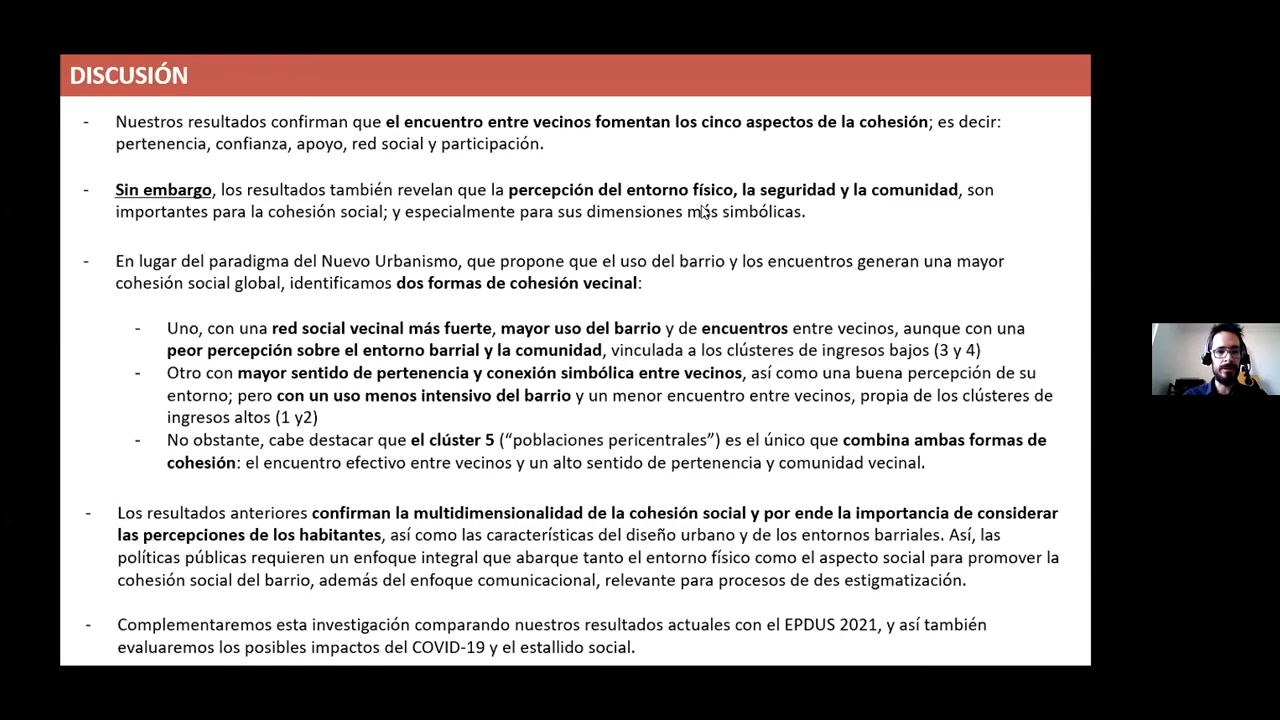 DISCUSIÓN
- Nuestros resultados confirman que el encuentro entre vecinos fomentan los cinco aspectos de la cohesión; es decir:
pertenencia, confianza, apoyo, red social y participación.
- Sin embargo, los resultados también revelan que la percepción del entorno físico, la seguridad y la comunidad, son
importantes para la cohesión social; y especialmente para sus dimensiones más simbólicas.
- En lugar del paradigma del Nuevo Urbanismo, que propone que el uso del barrio y los encuentros generan una mayor
cohesión social global, identificamos dos formas de cohesión vecinal:
- Uno, con una red social vecinal más fuerte, mayor uso del barrio y de encuentros entre vecinos, aunque con una
peor percepción sobre el entorno barrial y la comunidad, vinculada a los clústeres de ingresos bajos (3 y 4)
- Otro con mayor sentido de pertenencia y conexión simbólica entre vecinos, así como una buena percepción de su
entorno; pero con un uso menos intensivo del barrio y un menor encuentro entre vecinos, propia de los clústeres de
ingresos altos (1 y2)
- No obstante, cabe destacar que el clúster 5 (“poblaciones pericentrales”) es el único que combina ambas formas de
cohesión: el encuentro efectivo entre vecinos y un alto sentido de pertenencia y comunidad vecinal.
- Los resultados anteriores confirman la multidimensionalidad de la cohesión social y por ende la importancia de considerar
las percepciones de los habitantes, así como las características del diseño urbano y de los entornos barriales. Así, las
políticas públicas requieren un enfoque integral que abarque tanto el entorno físico como el aspecto social para promover la
cohesión social del barrio, además del enfoque comunicacional, relevante para procesos de des estigmatización.
- Complementaremos esta investigación comparando nuestros resultados actuales con el EPDUS 2021, y así también
evaluaremos los posibles impactos del COVID-19 y el estallido social.